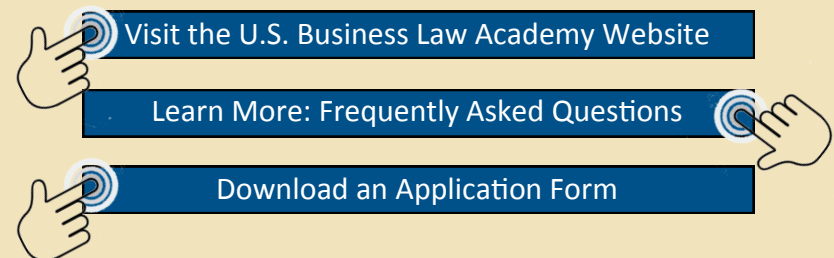 Visit the U.S. Business Law Academy Website
Learn More: Frequently Asked Questions
Download an Application Form